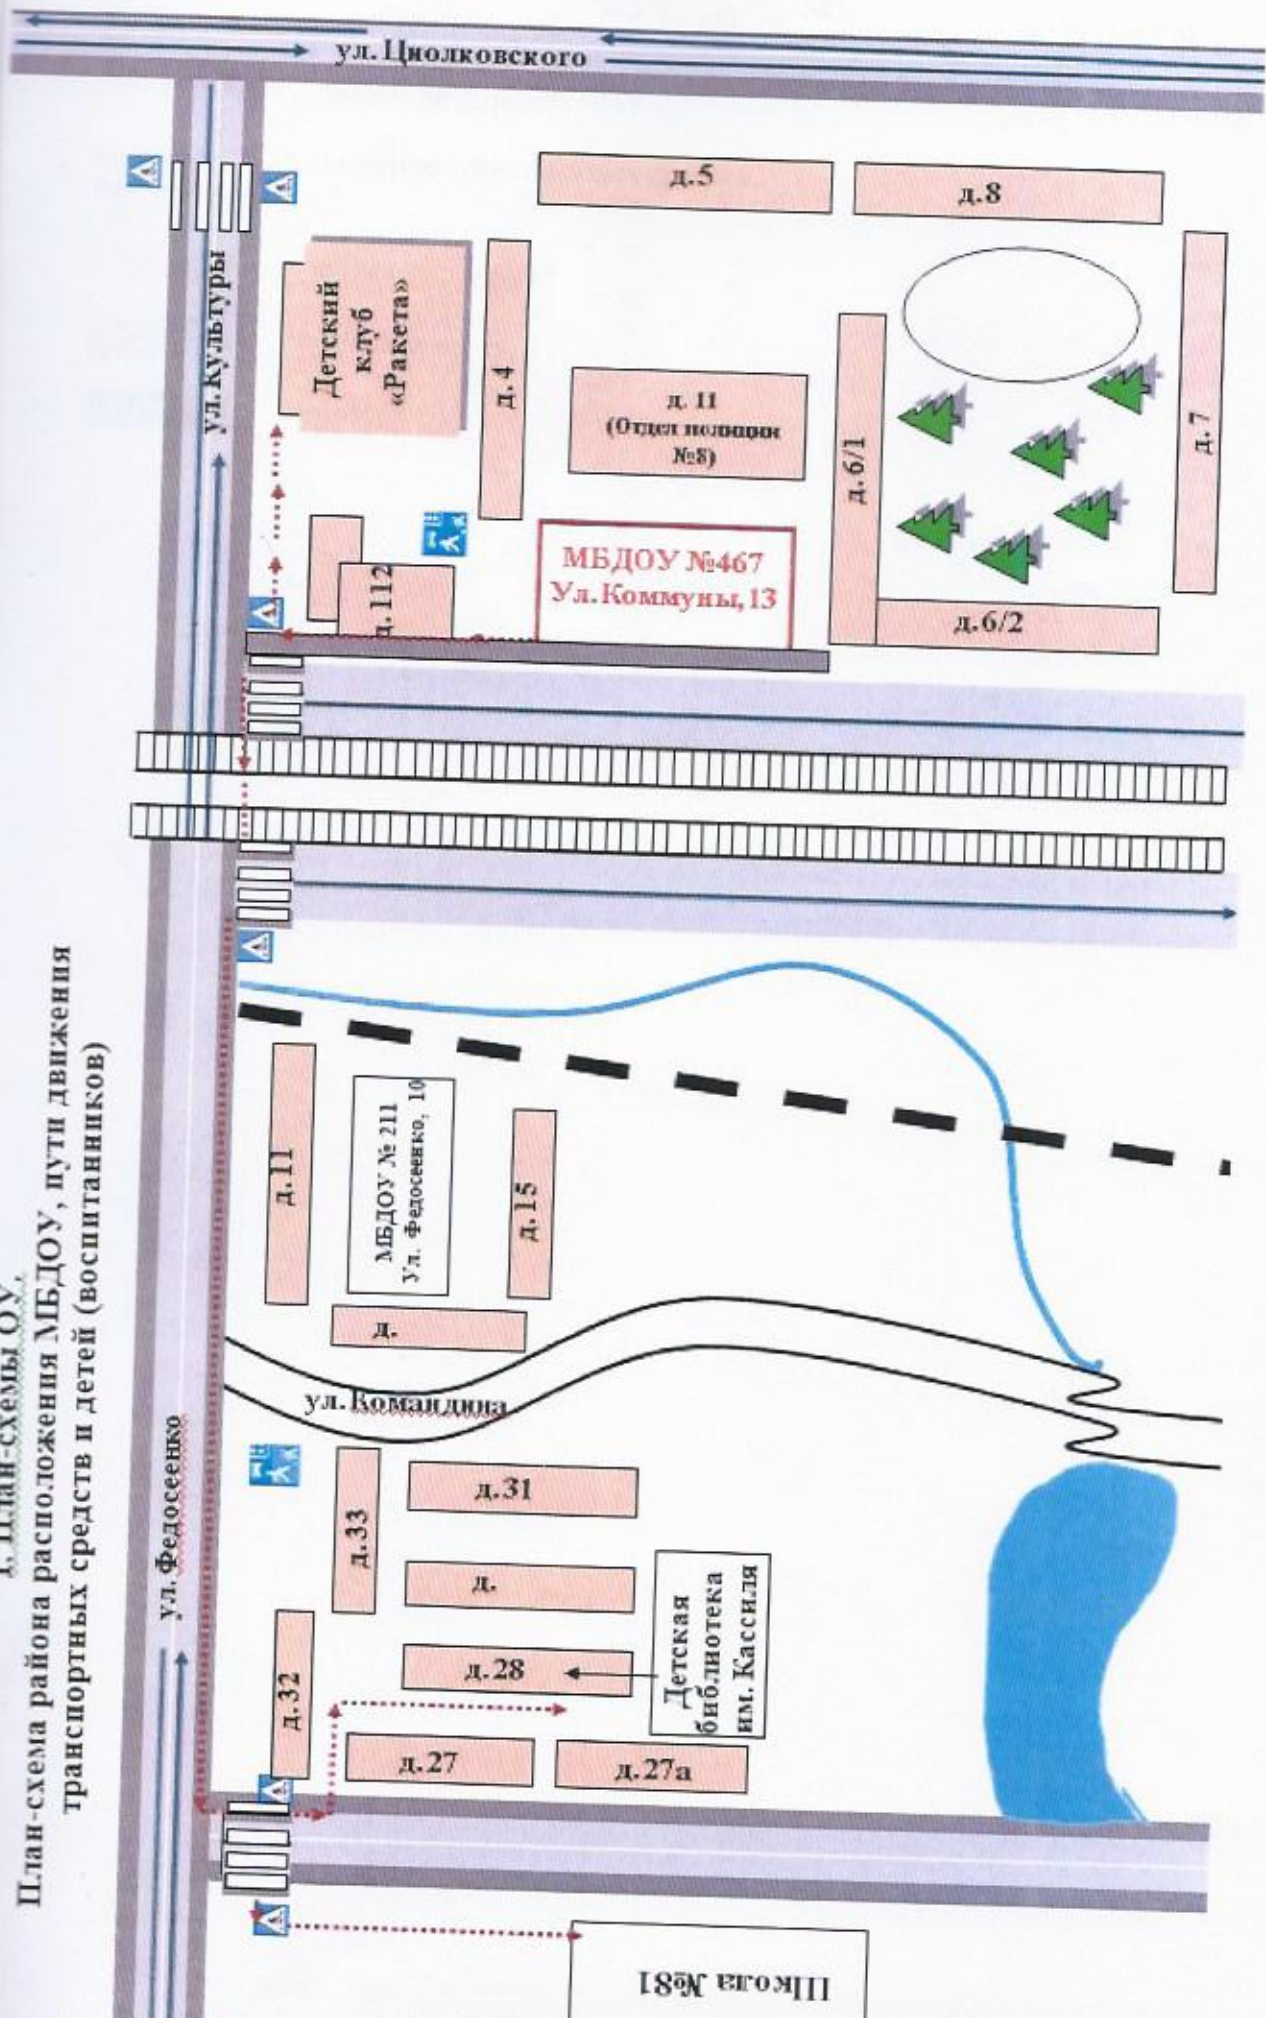 1. План-схемы ОУ.
План-схема района расположения МБДОУ, пути движения
транспортных средств и детей (воспитанников)
ул. Циолковского
ул. Культуры
д.5
д.8
Детский
клуб
«Ракета»
д.4
д. 11
(Отдел полиции
№8)
д.6/1
д.7
д.112
МБДОУ №467
Ул.Коммуны,13
д.6/2
д.11
МБДОУ № 211
Ул. Федосеенко, 10
д.15
д.
ул.Командина
ул. Федосеенко
д.33
д.31
д.
д.32
д.28
Детская
библиотека
им. Кассиля
д.27
д.27а
Школа №81